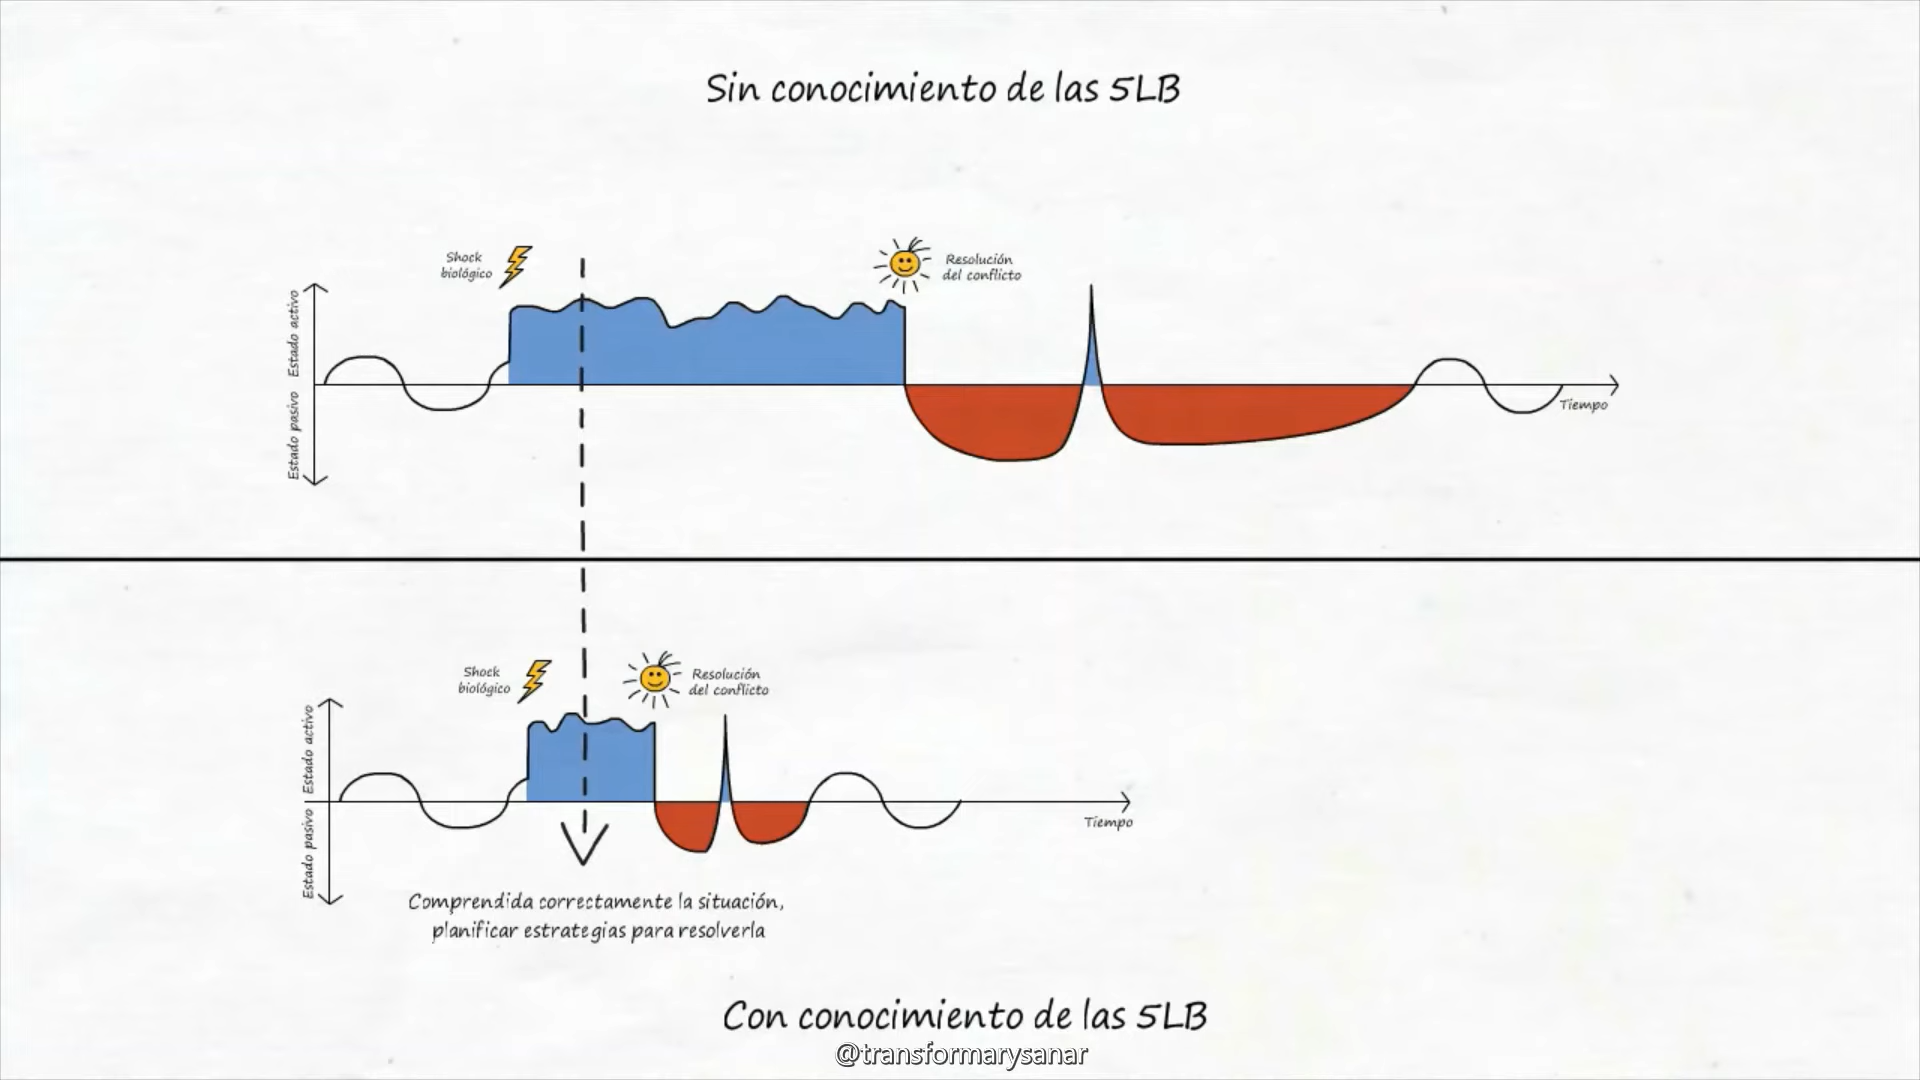 Sin conocimiento de las 5LB
Shock
biológico
Resolución
del conflicto
Estado activo
Estado pasivo
Tiempo
Shock
biológico
Resolución
del conflicto
Estado activo
Estado pasivo
Tiempo
Comprendida correctamente la situación,
planificar estrategias para resolverla
Con conocimiento de las 5LB
@transformarysanar